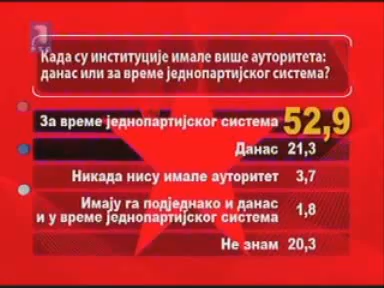 Када су институције имале више ауторитета:
данас или за време једнопартијског система?
За време једнопартијског система 52,9
Данас 21,3
Никада нису имале ауторитет 3,7
Имају га подједнако и данас
и у време једнопартијског система 1,8
Не знам 20,3